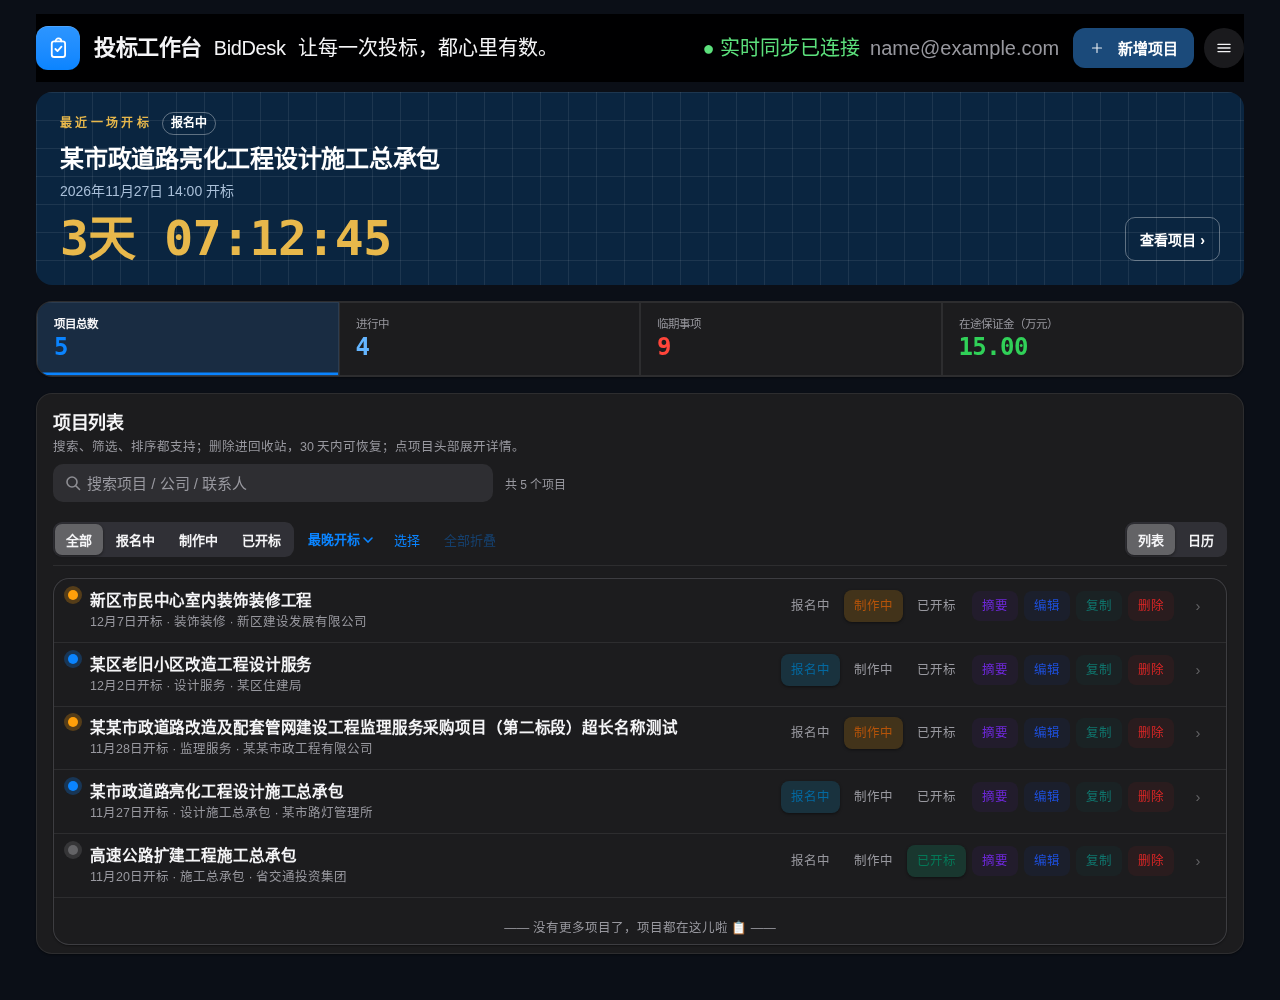 投标工作台 BidDesk 让每一次投标，都心里有数。 ● 实时同步已连接 name@example.com ＋ 新增项目
最近一场开标 报名中
某市政道路亮化工程设计施工总承包
2026年11月27日 14:00 开标
3天 07:12:45
查看项目 ›
项目总数 进行中 临期事项 在途保证金（万元）
5 4 9 15.00
项目列表
搜索、筛选、排序都支持；删除进回收站，30 天内可恢复；点项目头部展开详情。
搜索项目 / 公司 / 联系人 共 5 个项目
全部 报名中 制作中 已开标 最晚开标 选择 全部折叠 列表 日历
新区市民中心室内装饰装修工程
12月7日开标 · 装饰装修 · 新区建设发展有限公司
报名中 制作中 已开标 摘要 编辑 复制 删除 ›
某区老旧小区改造工程设计服务
12月2日开标 · 设计服务 · 某区住建局
报名中 制作中 已开标 摘要 编辑 复制 删除 ›
某某市政道路改造及配套管网建设工程监理服务采购项目（第二标段）超长名称测试
11月28日开标 · 监理服务 · 某某市政工程有限公司
报名中 制作中 已开标 摘要 编辑 复制 删除 ›
某市政道路亮化工程设计施工总承包
11月27日开标 · 设计施工总承包 · 某市路灯管理所
报名中 制作中 已开标 摘要 编辑 复制 删除 ›
高速公路扩建工程施工总承包
11月20日开标 · 施工总承包 · 省交通投资集团
报名中 制作中 已开标 摘要 编辑 复制 删除 ›
—— 没有更多项目了，项目都在这儿啦 📋 ——